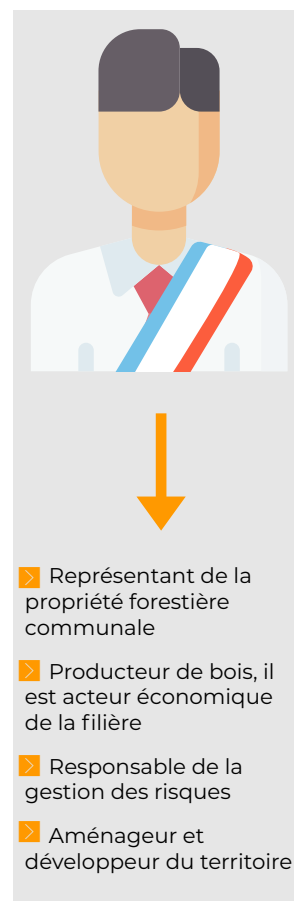 Représentant de la
propriété forestière
communale
Producteur de bois, il
est acteur économique
de la filière
Responsable de la
gestion des risques
Aménageur et
développeur du territoire